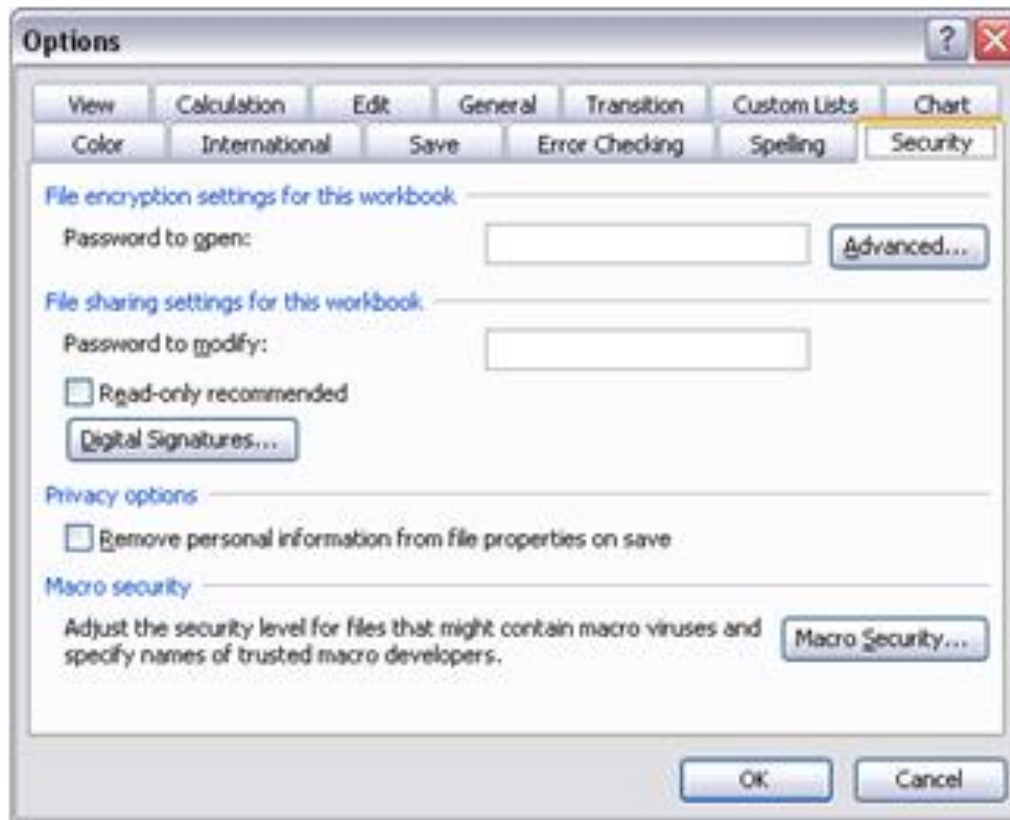 Options
View Calculation Edit General Transition Custom Lists Chart
Color International Save Error Checking Spelling Security
File encryption settings for this workbook
Password to open: Advanced...
File sharing settings for this workbook
Password to modify:
Read-only recommended
Digital Signatures...
Privacy options
Remove personal information from file properties on save
Macro security
Adjust the security level for files that might contain macro viruses and
specify names of trusted macro developers.
Macro Security...
OK Cancel